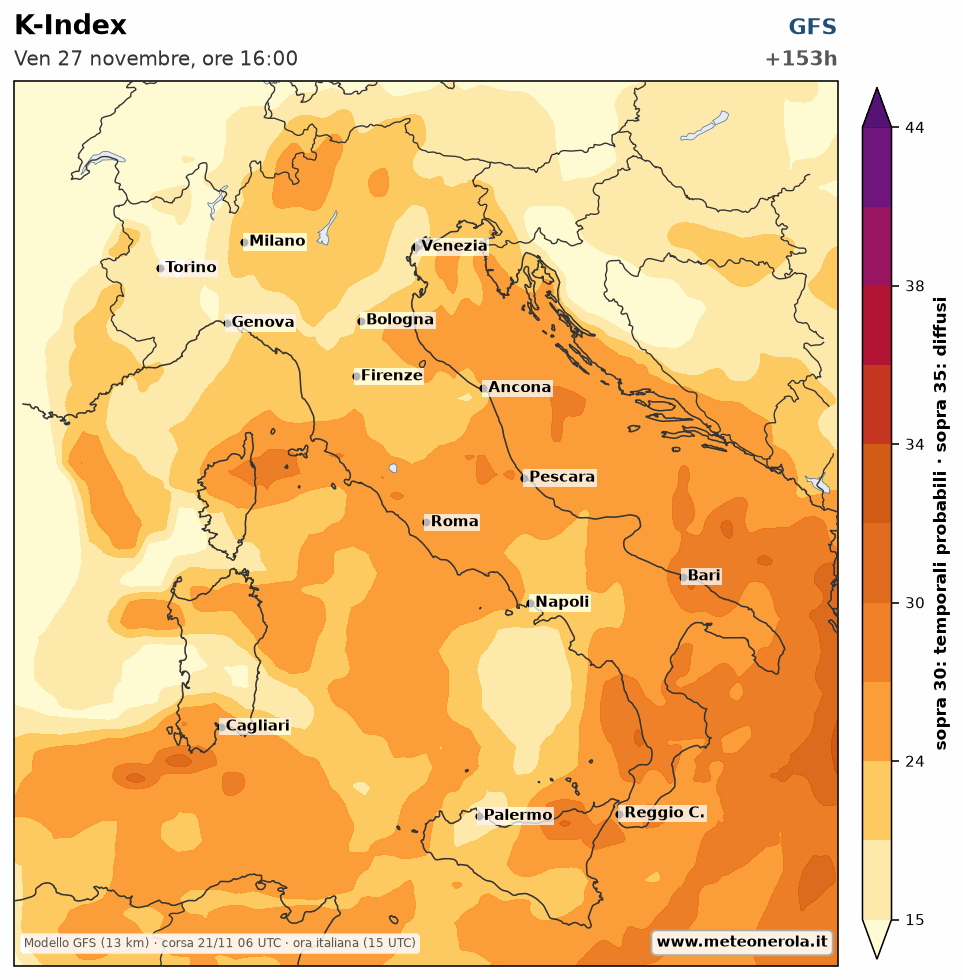 K-Index
GFS
Ven 27 novembre, ore 16:00
+153h
Milano
Venezia
Torino
Genova
Bologna
Firenze
Ancona
Pescara
Roma
Bari
Napoli
Cagliari
Palermo
Reggio C.
44
38
34
30
24
15
sopra 30: temporali probabili · sopra 35: diffusi
Modello GFS (13 km) · corsa 21/11 06 UTC · ora italiana (15 UTC)
www.meteonerola.it